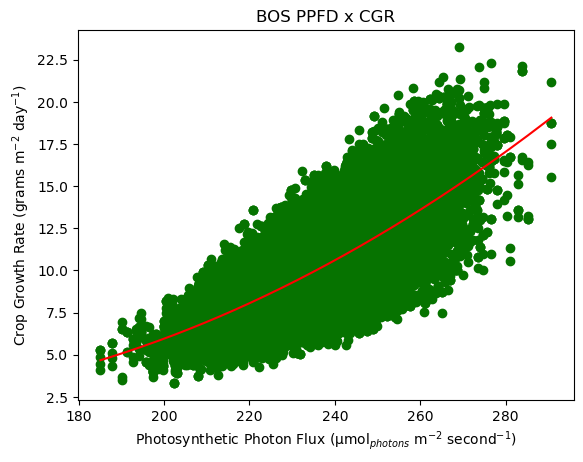 BOS PPFD x CGR
22.5
20.0
17.5
15.0
12.5
10.0
7.5
5.0
2.5
Crop Growth Rate (grams m⁻² day⁻¹)
180 200 220 240 260 280
Photosynthetic Photon Flux (μmol_photons m⁻² second⁻¹)